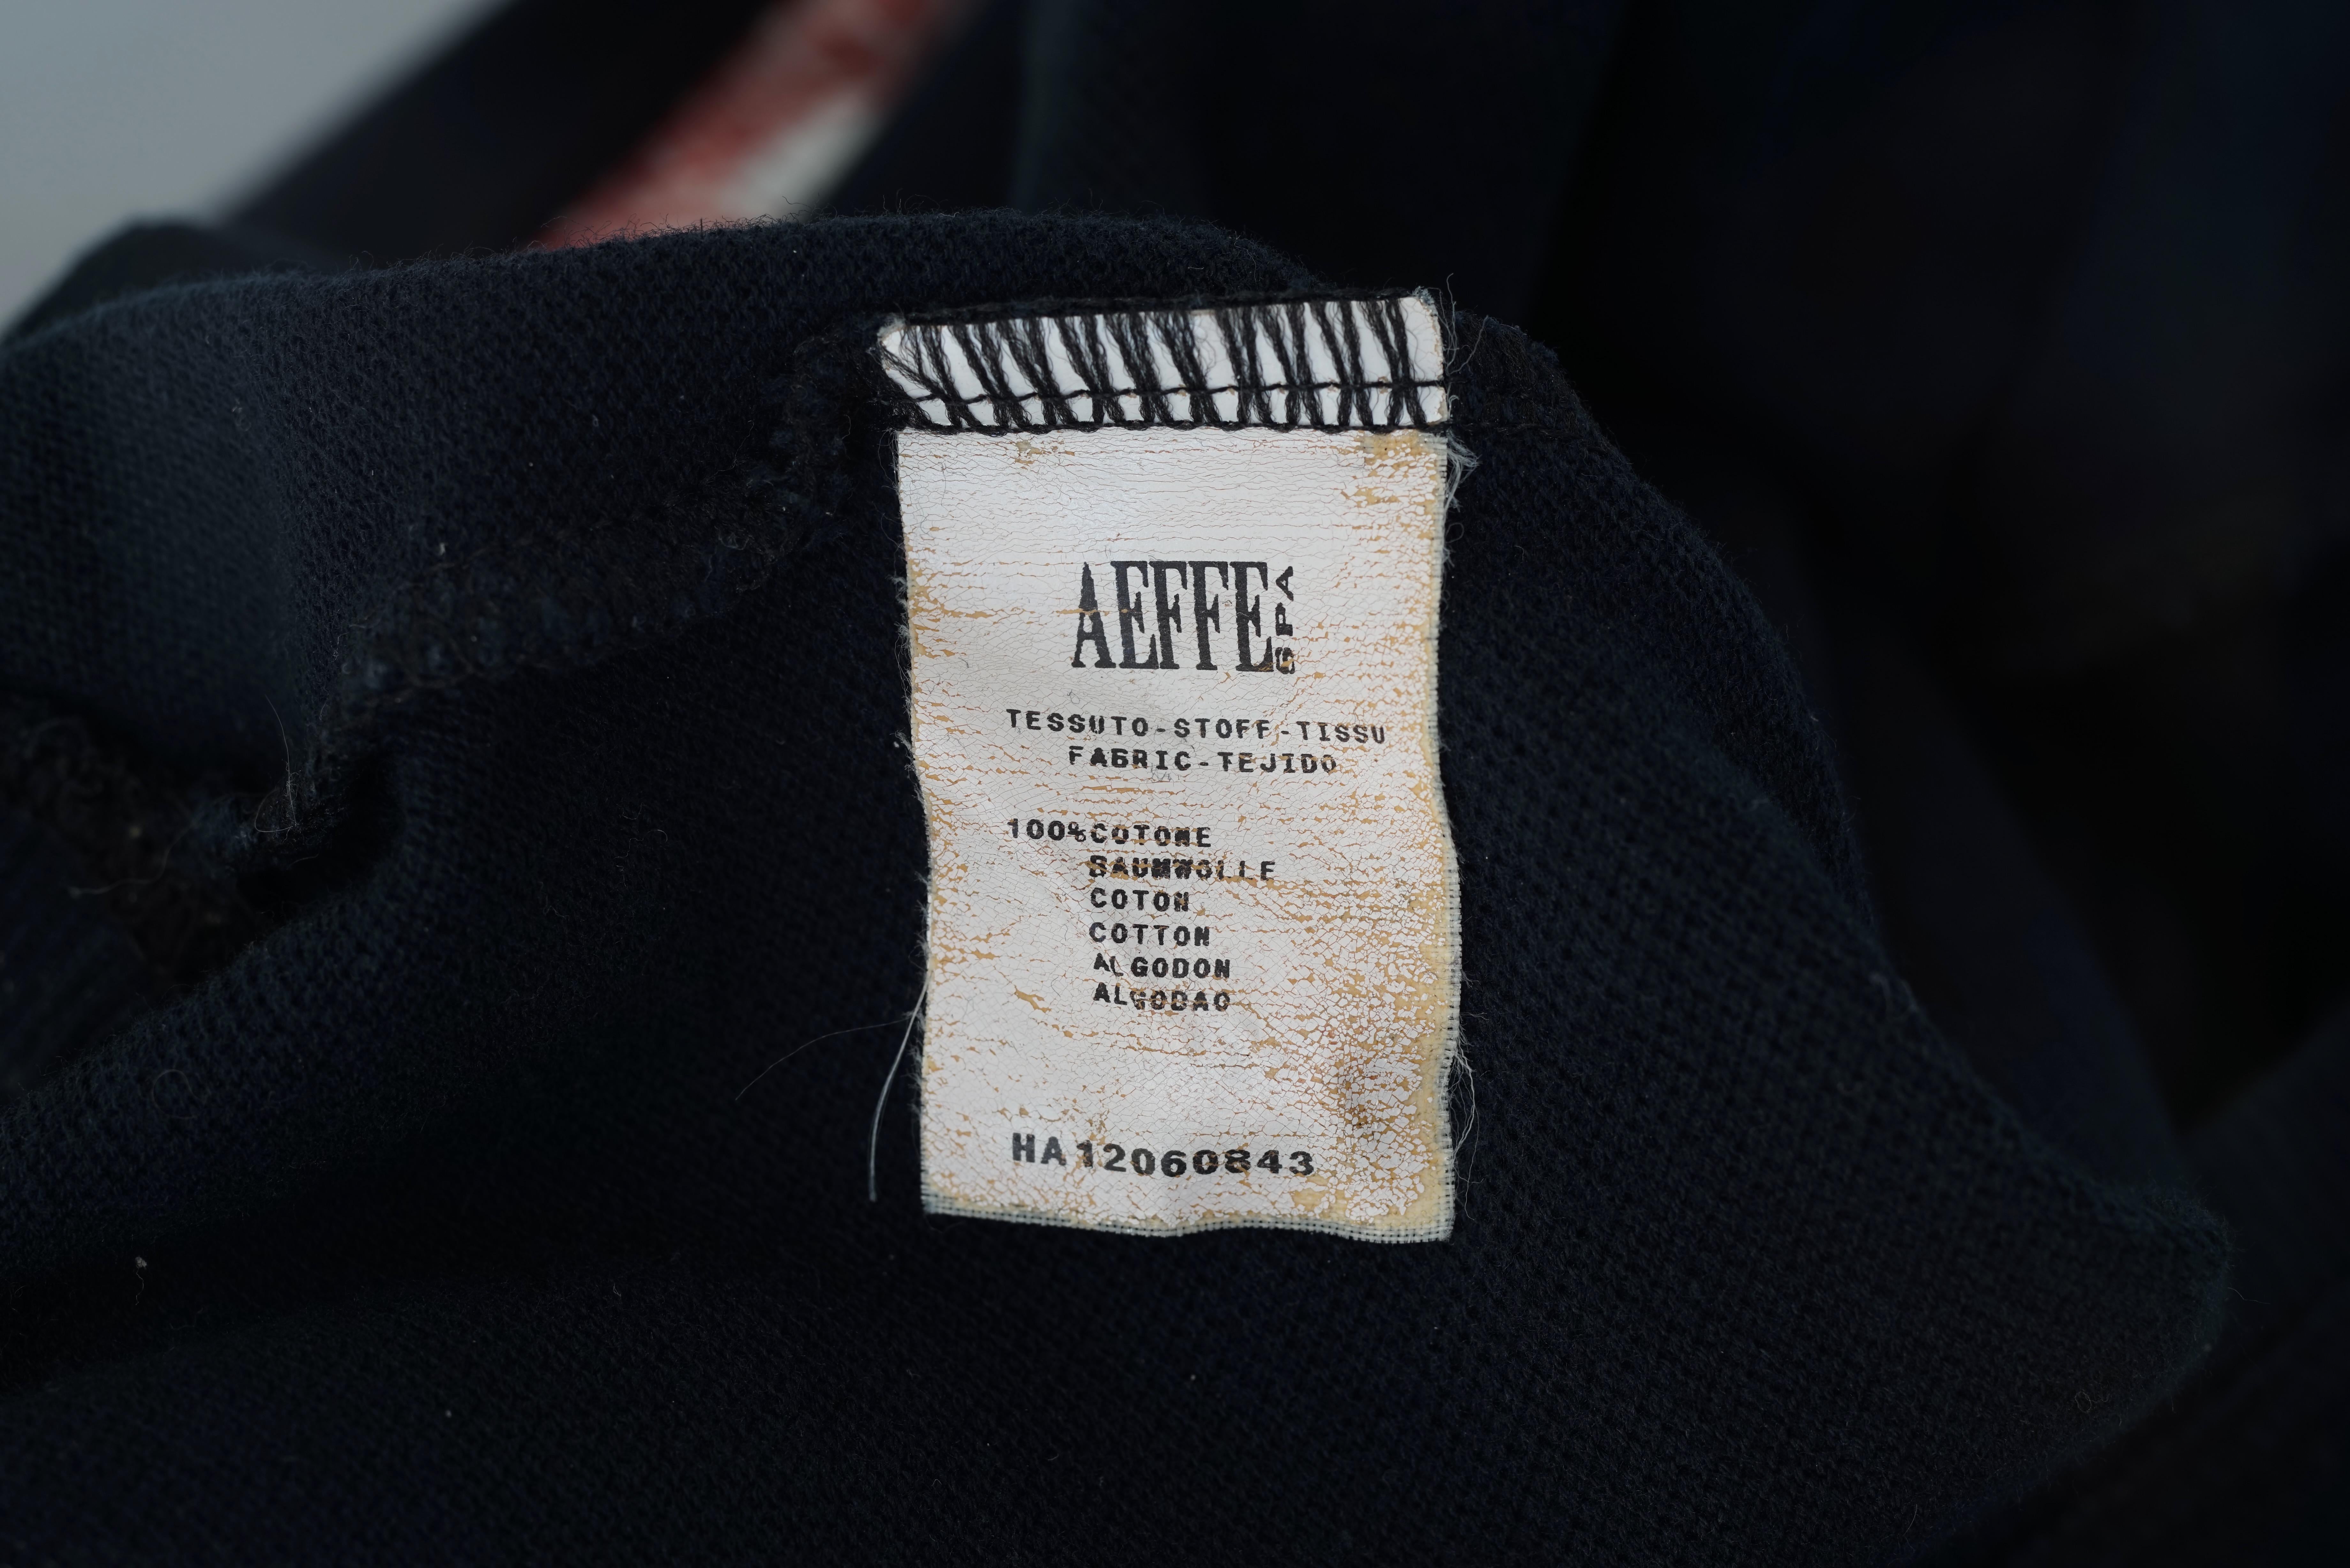 AEFFE SPA
TESSUTO-STOFF-TISSU
FABRIC-TEJIDO
100%COTONE
BAUMWOLLE
COTON
COTTON
ALGODON
ALGODAO
HA12060843